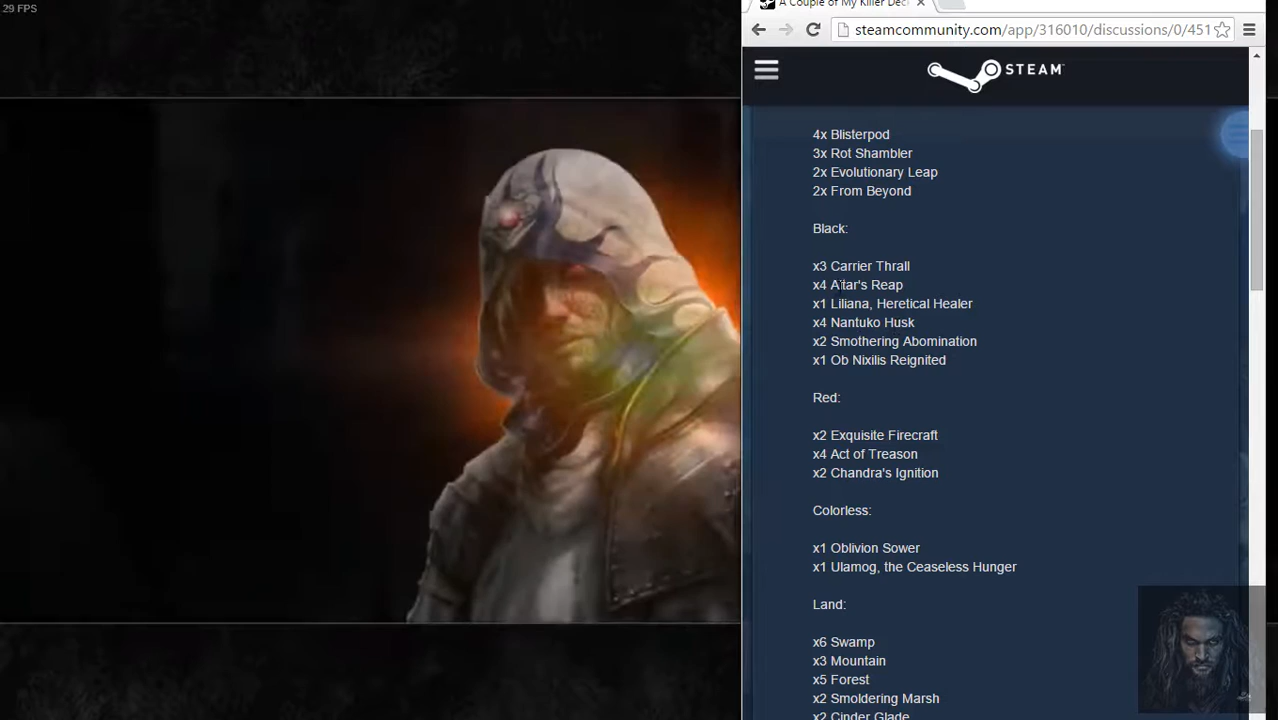 29 FPS
A Couple of My Killer Dec
steamcommunity.com/app/316010/discussions/0/451
STEAM
4x Blisterpod
3x Rot Shambler
2x Evolutionary Leap
2x From Beyond
Black:
x3 Carrier Thrall
x4 Altar's Reap
x1 Liliana, Heretical Healer
x4 Nantuko Husk
x2 Smothering Abomination
x1 Ob Nixilis Reignited
Red:
x2 Exquisite Firecraft
x4 Act of Treason
x2 Chandra's Ignition
Colorless:
x1 Oblivion Sower
x1 Ulamog, the Ceaseless Hunger
Land:
x6 Swamp
x3 Mountain
x5 Forest
x2 Smoldering Marsh
x2 Cinder Glade